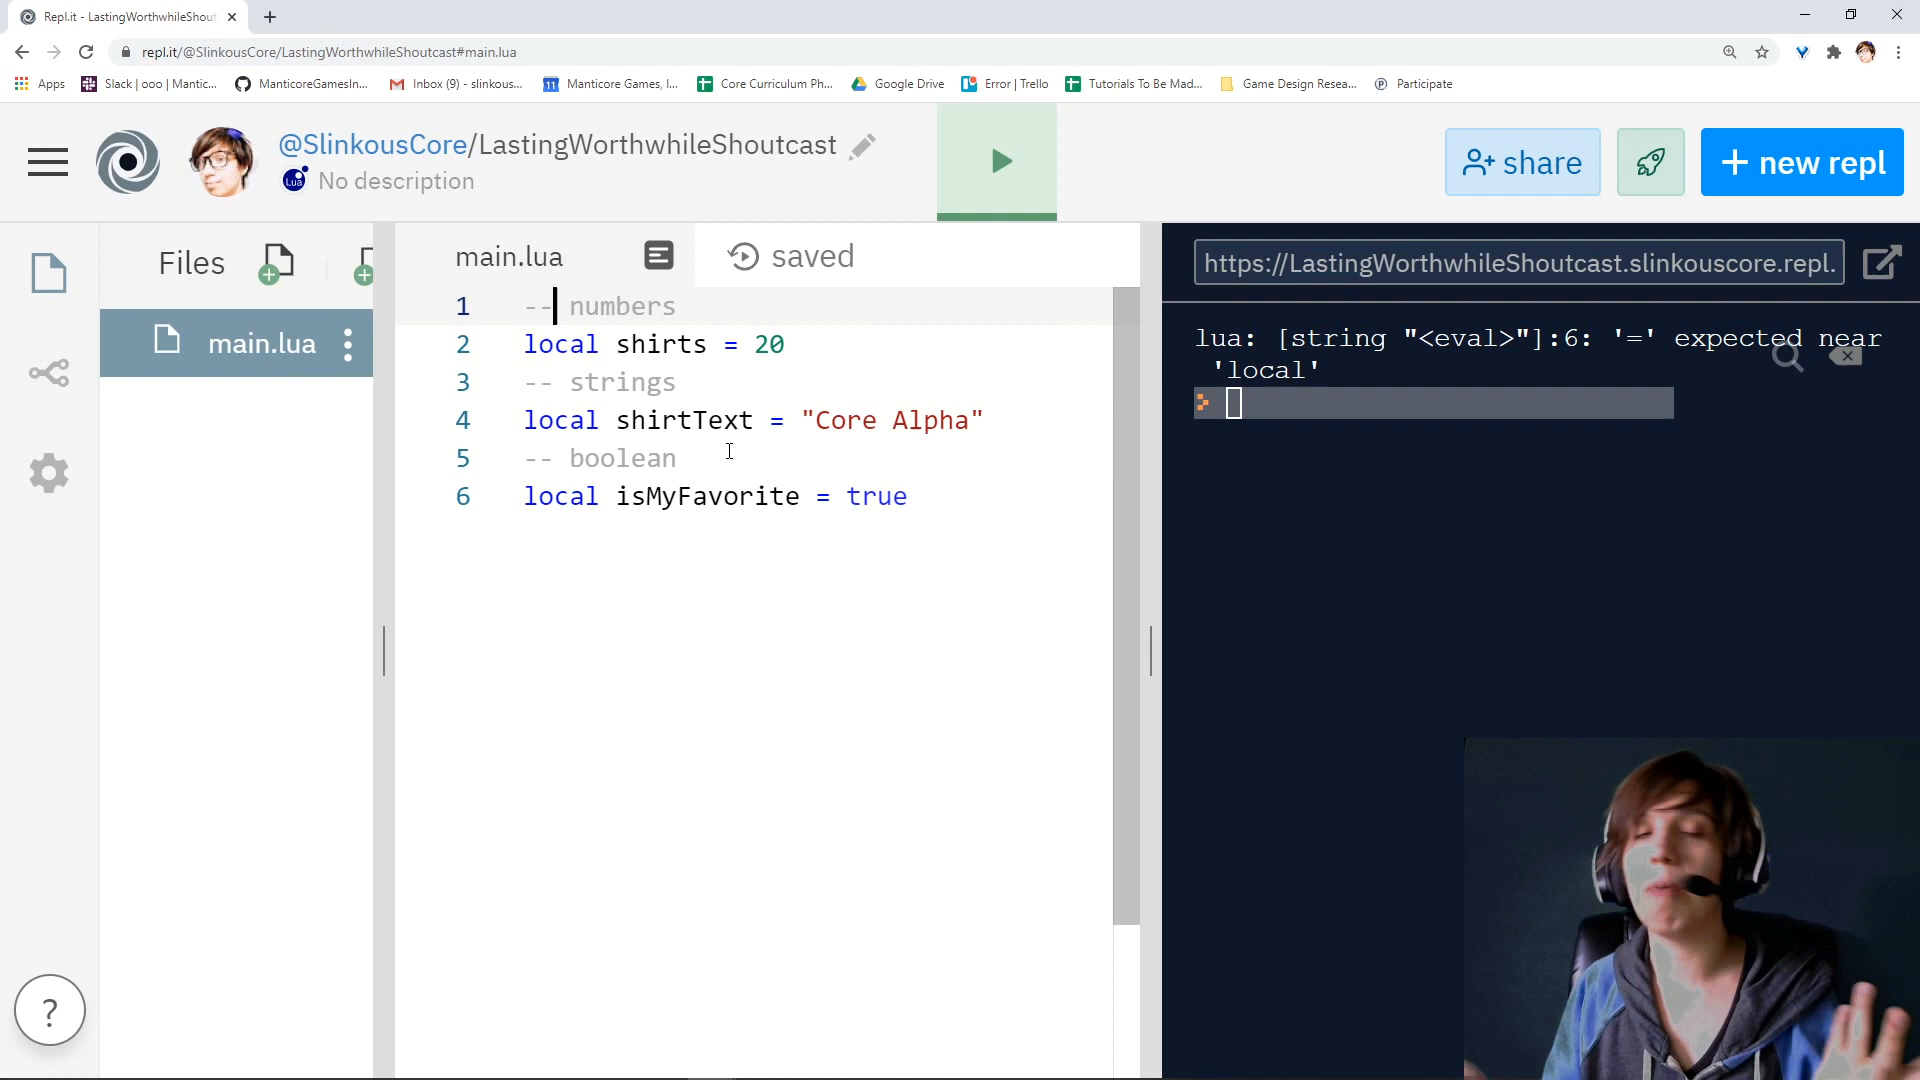 Repl.it - LastingWorthwhileShout
repl.it/@SlinkousCore/LastingWorthwhileShoutcast#main.lua
Apps
Slack | ooo | Mantic...
ManticoreGamesIn...
Inbox (9) - slinkous...
11
Manticore Games, I...
Core Curriculum Ph...
Google Drive
Error | Trello
Tutorials To Be Mad...
Game Design Resea...
Participate
@SlinkousCore/LastingWorthwhileShoutcast
Lua
No description
share
+ new repl
Files
main.lua
main.lua
saved
1 -- numbers
2 local shirts = 20
3 -- strings
4 local shirtText = "Core Alpha"
5 -- boolean
6 local isMyFavorite = true
https://LastingWorthwhileShoutcast.slinkouscore.repl.
lua: [string "<eval>"]:6: '=' expected near
'local'
?